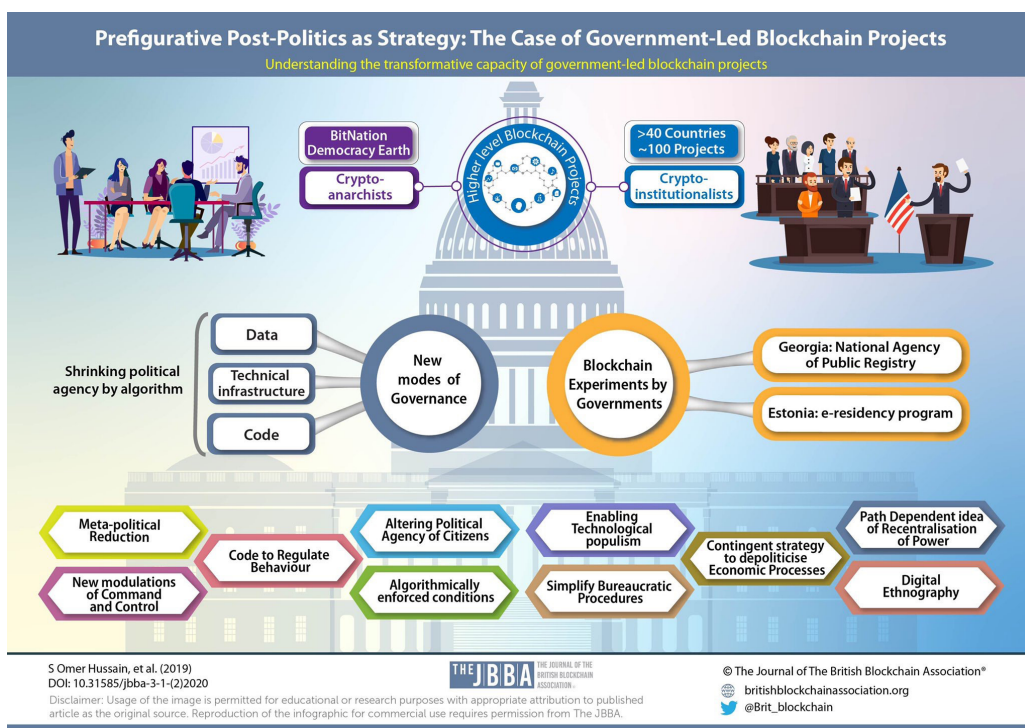 Prefigurative Post-Politics as Strategy: The Case of Government-Led Blockchain Projects
Understanding the transformative capacity of government-led blockchain projects
BitNation
Democracy Earth
Crypto-
anarchists
Higher level Blockchain Projects
>40 Countries
~100 Projects
Crypto-
institutionalists
Shrinking political
agency by algorithm
Data
Technical
infrastructure
Code
New
modes of
Governance
Blockchain
Experiments by
Governments
Georgia: National Agency
of Public Registry
Estonia: e-residency program
Meta-political
Reduction
New modulations
of Command
and Control
Code to Regulate
Behaviour
Altering Political
Agency of Citizens
Algorithmically
enforced conditions
Enabling
Technological
populism
Simplify Bureaucratic
Procedures
Contingent strategy
to depoliticise
Economic Processes
Path Dependent idea
of Recentralisation
of Power
Digital
Ethnography
S Omer Hussain, et al. (2019)
DOI: 10.31585/jbba-3-1-(2)2020
Disclaimer: Usage of the image is permitted for educational or research purposes with appropriate attribution to published
article as the original source. Reproduction of the infographic for commercial use requires permission from The JBBA.
THE JBBA
THE JOURNAL OF THE
BRITISH BLOCKCHAIN
ASSOCIATION
© The Journal of The British Blockchain Association®
britishblockchainassociation.org
@Brit_blockchain